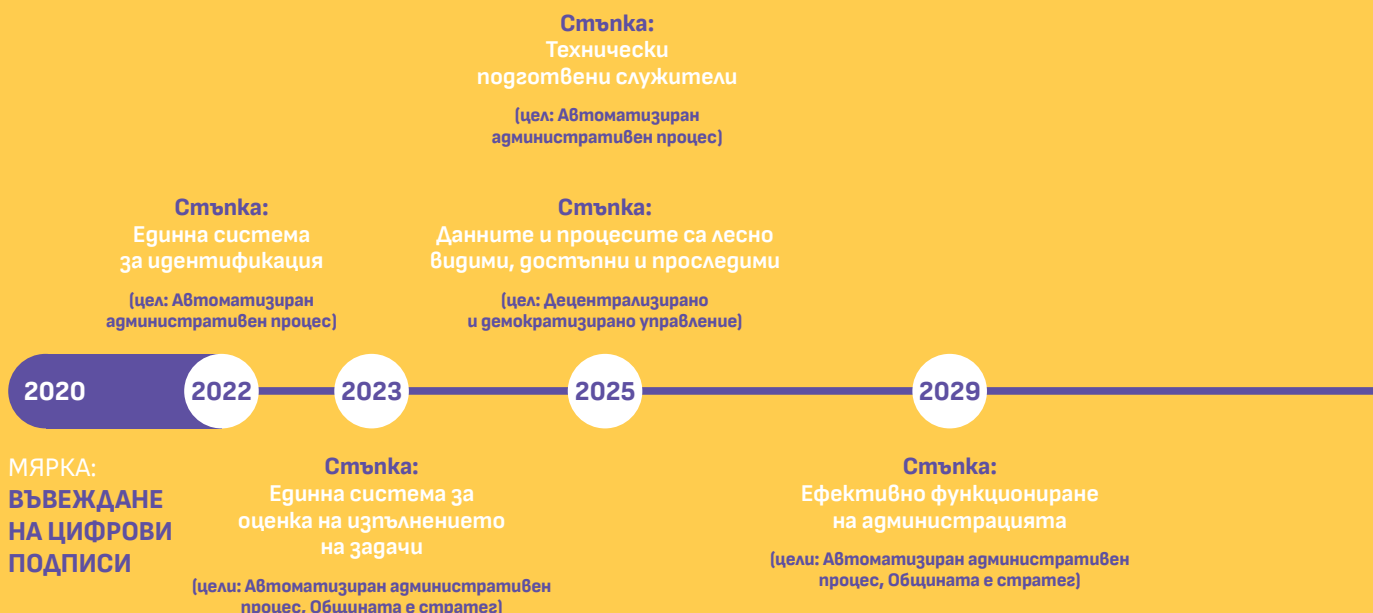 Стъпка:
Технически
подготвени служители
(цел: Автоматизиран
административен процес)
Стъпка:
Единна система
за идентификация
(цел: Автоматизиран
административен процес)
Стъпка:
Данните и процесите са лесно
видими, достъпни и проследими
(цел: Децентрализирано
и демократизирано управление)
2020
2022
2023
2025
2029
МЯРКА:
ВЪВЕЖДАНЕ
НА ЦИФРОВИ
ПОДПИСИ
Стъпка:
Единна система за
оценка на изпълнението
на задачи
(цели: Автоматизиран административен
процес, Общината е стратег)
Стъпка:
Ефективно функциониране
на администрацията
(цели: Автоматизиран административен
процес, Общината е стратег)